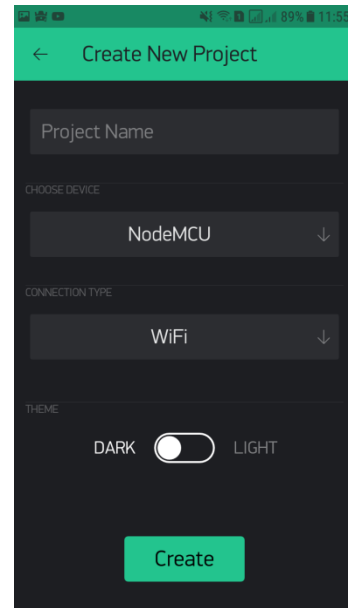 89% 11:55
Create New Project
Project Name
CHOOSE DEVICE
NodeMCU
CONNECTION TYPE
WiFi
THEME
DARK LIGHT
Create